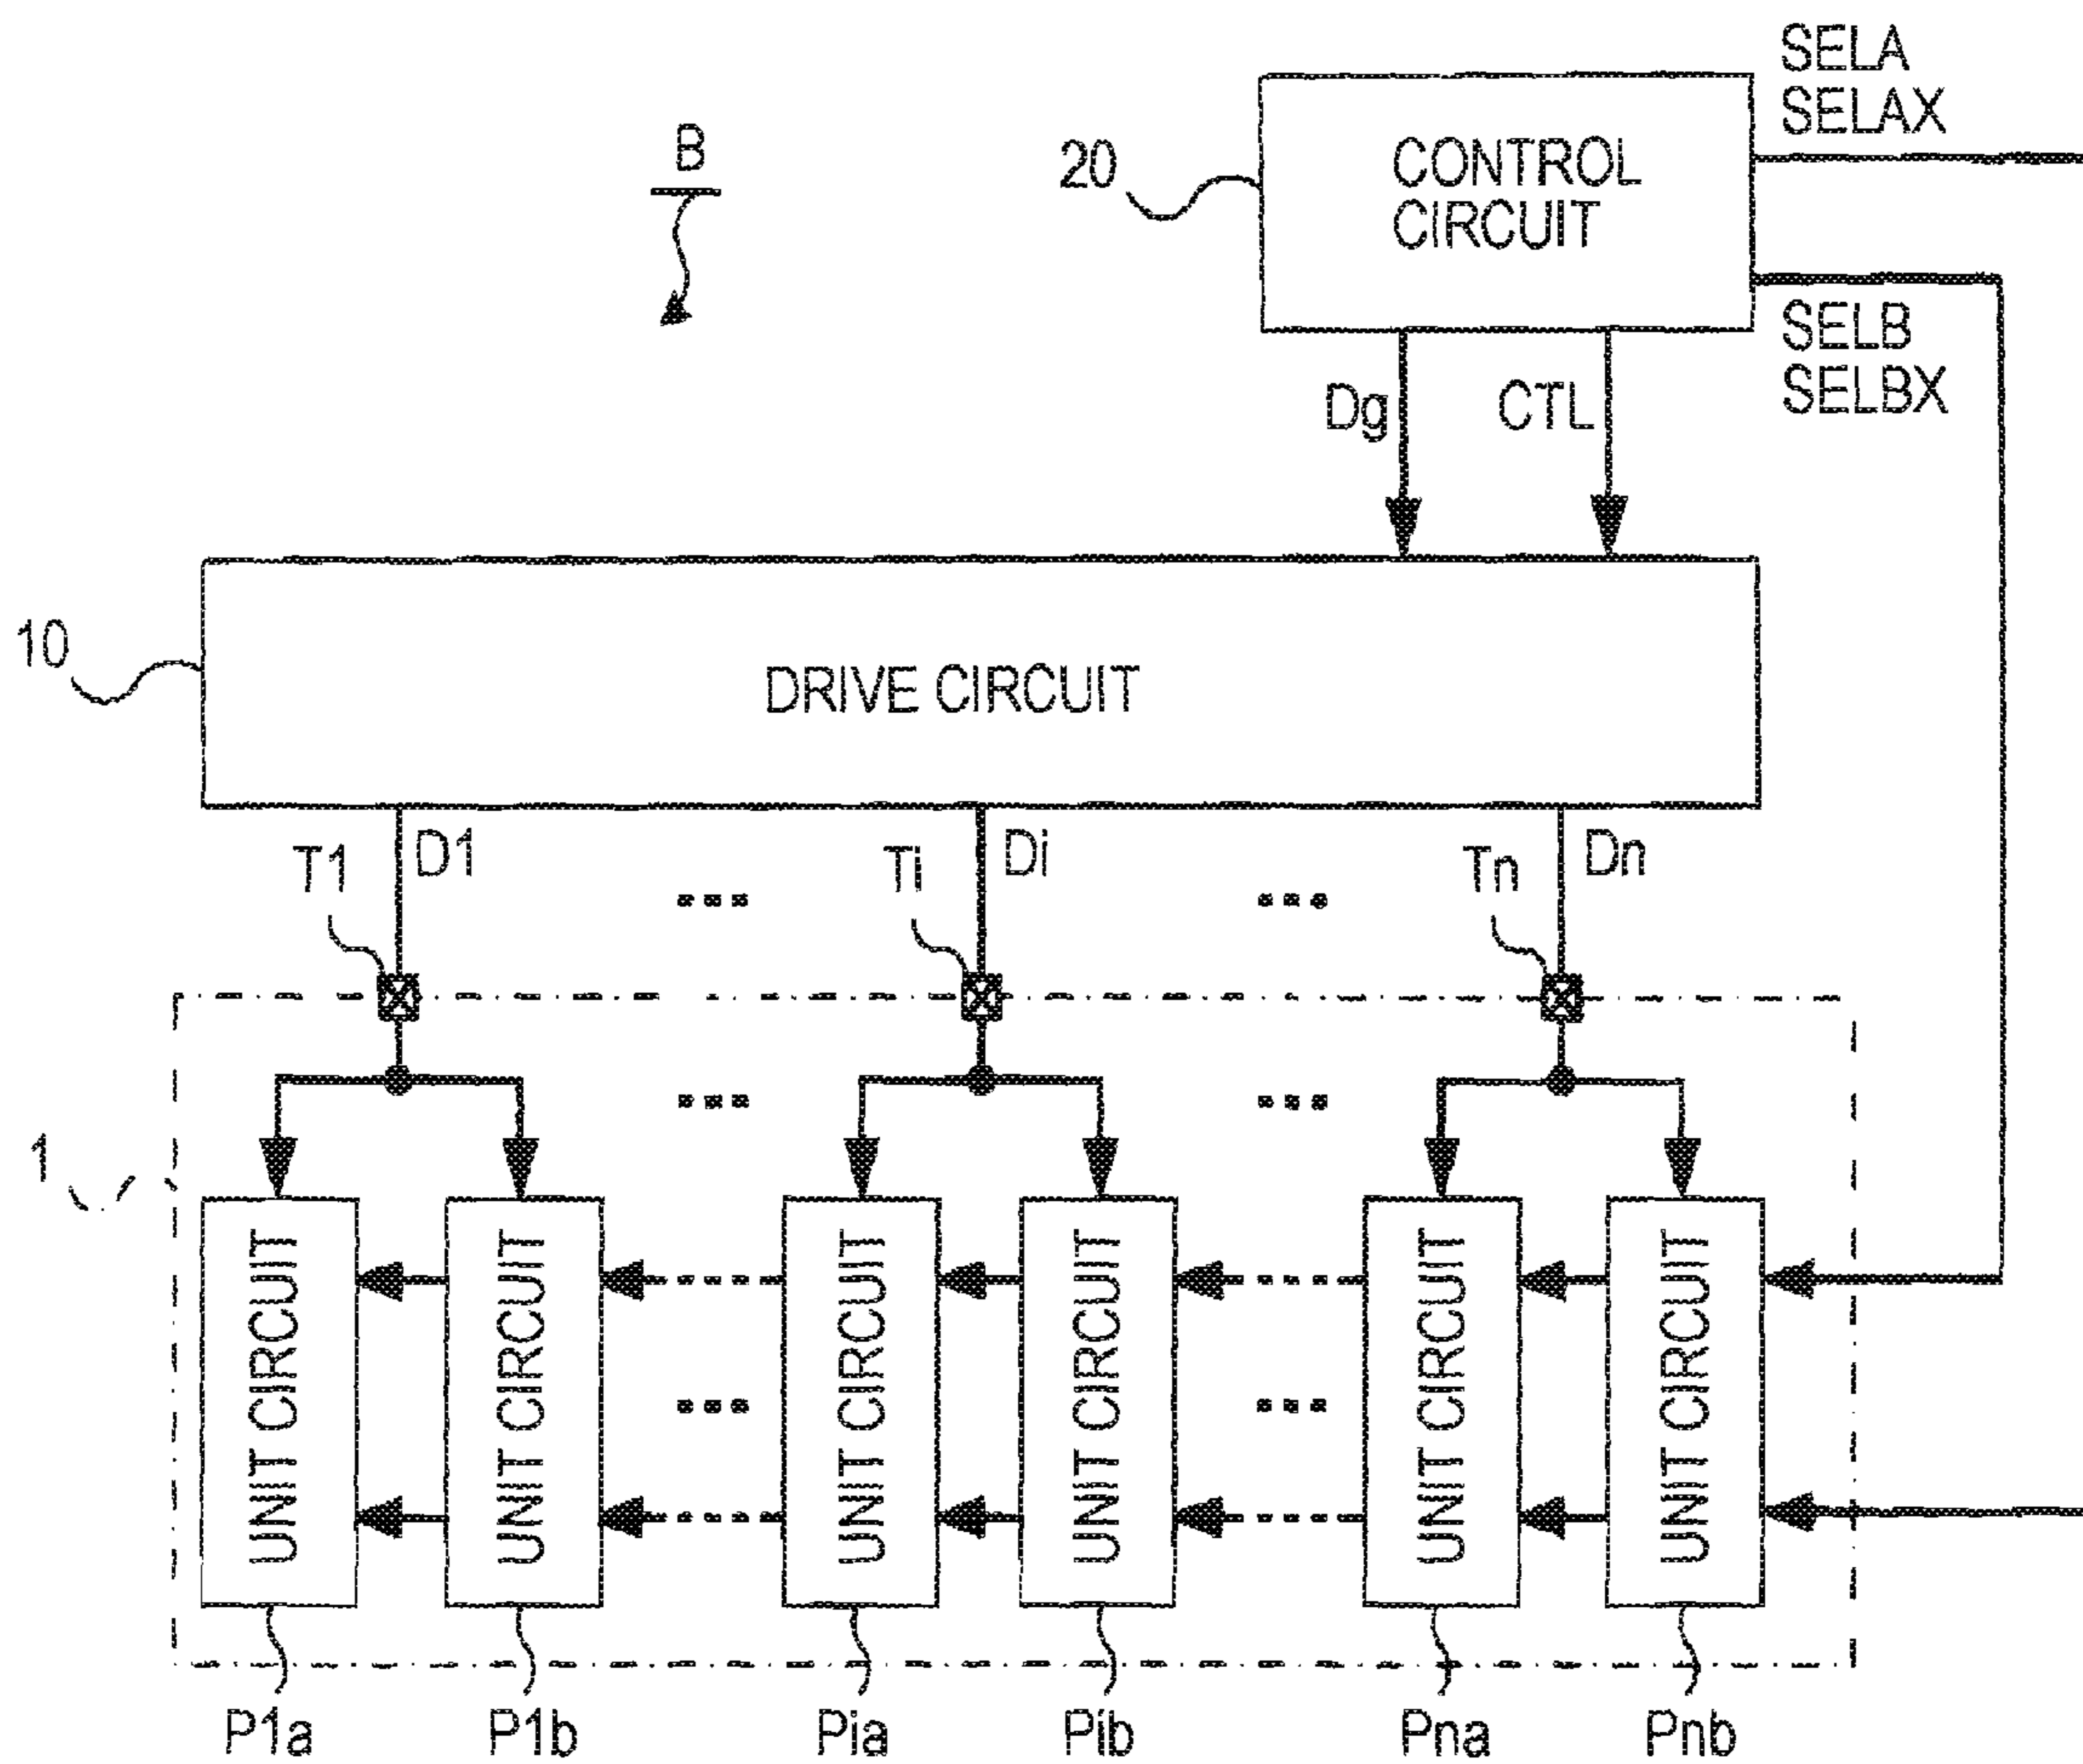 SELA
SELAX
B
20
CONTROL
CIRCUIT
SELB
SELBX
Dg
CTL
10
DRIVE CIRCUIT
T1
D1
Ti
Di
Tn
Dn
1
UNIT CIRCUIT
UNIT CIRCUIT
UNIT CIRCUIT
UNIT CIRCUIT
UNIT CIRCUIT
UNIT CIRCUIT
P1a
P1b
Pia
Pib
Pna
Pnb